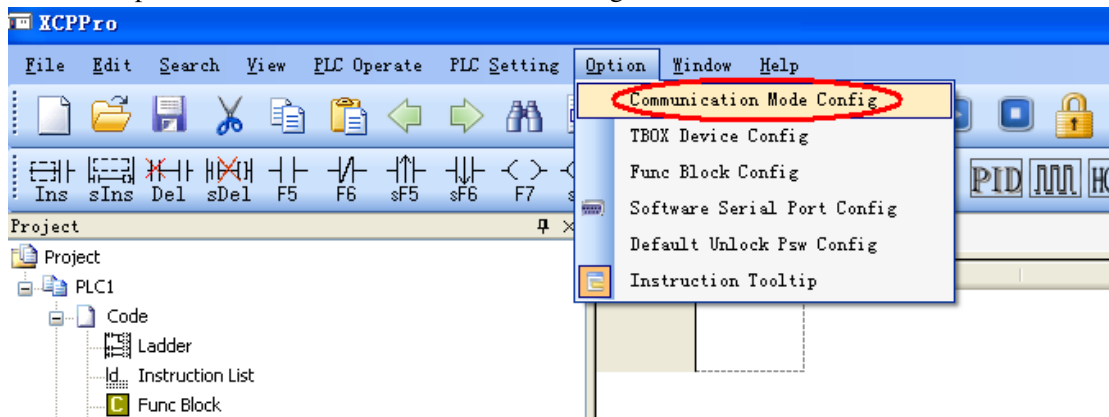 XCPPro
File Edit Search View PLC Operate PLC Setting Option Window Help
Communication Mode Config
TBOX Device Config
Func Block Config
Software Serial Port Config
Default Unlock Psw Config
Instruction Tooltip
Ins sIns Del sDel F5 F6 sF5 sF6 F7
PID
Project
Project
PLC1
Code
Ladder
Instruction List
Func Block